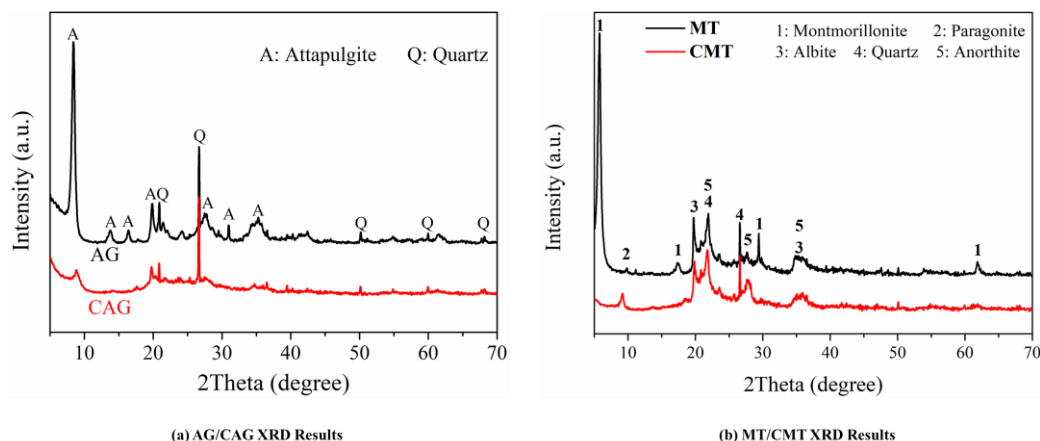 A
A: Attapulgite Q: Quartz
Q
A Q
A
A
A
A
A
Q
Q
Q
AG
CAG
Intensity (a.u.)
10 20 30 40 50 60 70
2Theta (degree)
(a) AG/CAG XRD Results
1
MT
1: Montmorillonite 2: Paragonite
CMT
3: Albite 4: Quartz 5: Anorthite
5
3 4
4
1
5
5
3
2
1
1
Intensity (a.u.)
10 20 30 40 50 60 70
2Theta (degree)
(b) MT/CMT XRD Results